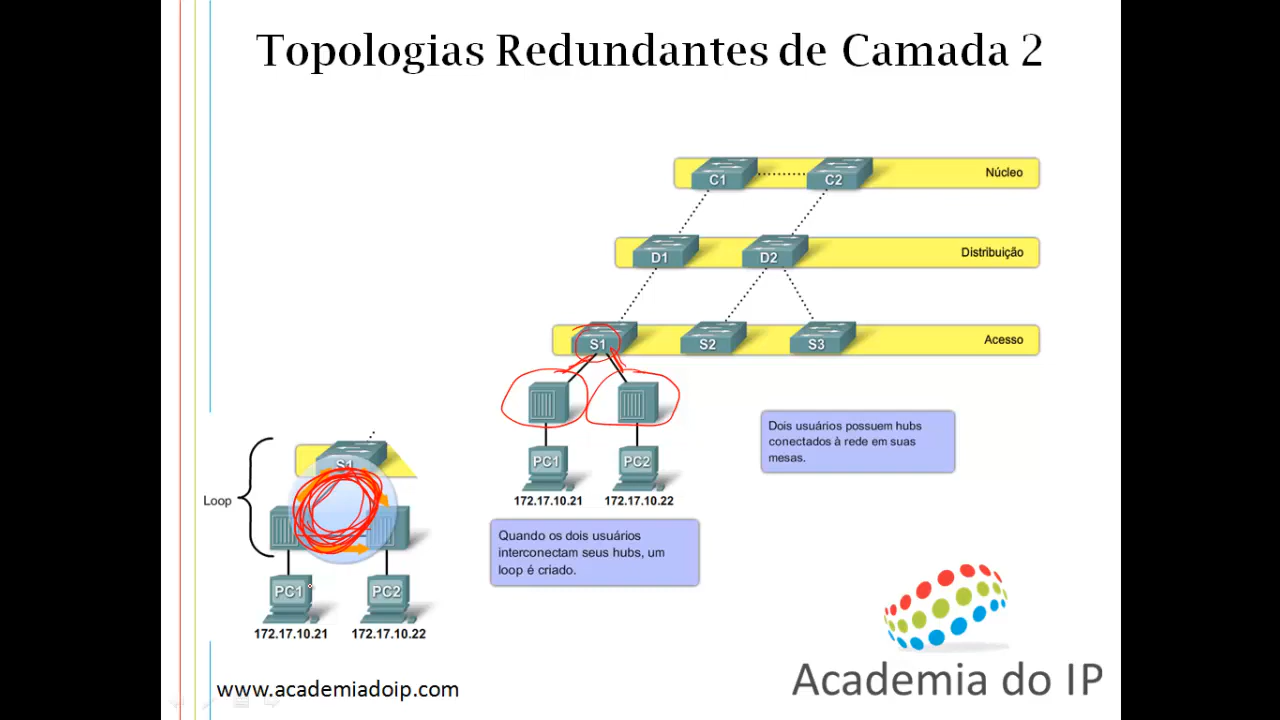 Topologias Redundantes de Camada 2
C1
C2
Núcleo
D1
D2
Distribuição
S1
S2
S3
Acesso
Dois usuários possuem hubs
conectados à rede em suas
mesas.
PC1
PC2
172.17.10.21
172.17.10.22
Quando os dois usuários
interconectam seus hubs, um
loop é criado.
S1
Loop
PC1
PC2
172.17.10.21
172.17.10.22
Academia do IP
www.academiadoip.com